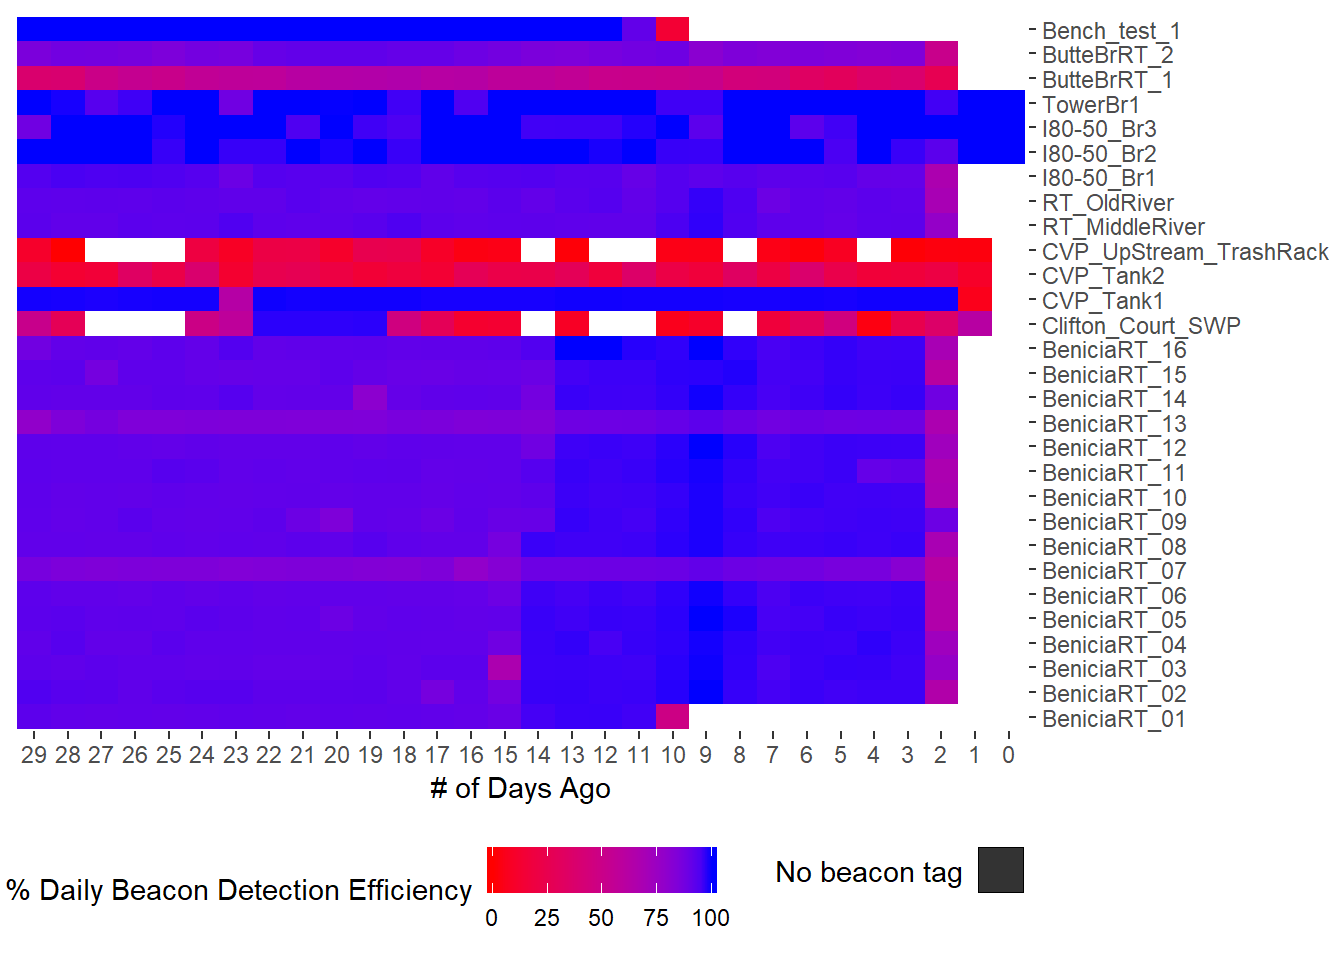 Bench_test_1
ButteBrRT_2
ButteBrRT_1
TowerBr1
I80-50_Br3
I80-50_Br2
I80-50_Br1
RT_OldRiver
RT_MiddleRiver
CVP_UpStream_TrashRack
CVP_Tank2
CVP_Tank1
Clifton_Court_SWP
BeniciaRT_16
BeniciaRT_15
BeniciaRT_14
BeniciaRT_13
BeniciaRT_12
BeniciaRT_11
BeniciaRT_10
BeniciaRT_09
BeniciaRT_08
BeniciaRT_07
BeniciaRT_06
BeniciaRT_05
BeniciaRT_04
BeniciaRT_03
BeniciaRT_02
BeniciaRT_01
29 28 27 26 25 24 23 22 21 20 19 18 17 16 15 14 13 12 11 10 9 8 7 6 5 4 3 2 1 0
# of Days Ago
% Daily Beacon Detection Efficiency
0 25 50 75 100
No beacon tag